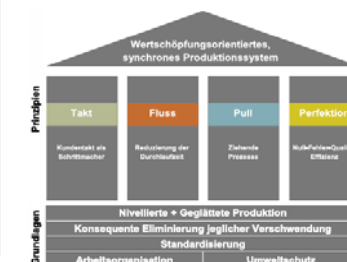 Wertschöpfungsorientiertes,
synchrones Produktionssystem
Prinzipien
Takt
Fluss
Pull
Perfektion
Kundentakt als
Schrittmacher
Reduzierung der
Durchlaufzeit
Ziehende
Prozesse
Effizienz
Grundlagen
Nivellierte + Geglättete Produktion
Konsequente Eliminierung jeglicher Verschwendung
Standardisierung
Arbeitsorganisation
Umweltschutz